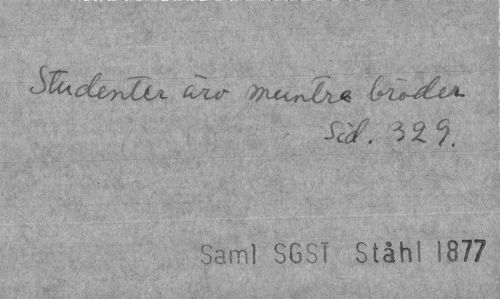 Studenter äro muntra bröder
Sid. 329.
Saml SGST Ståhl 1877